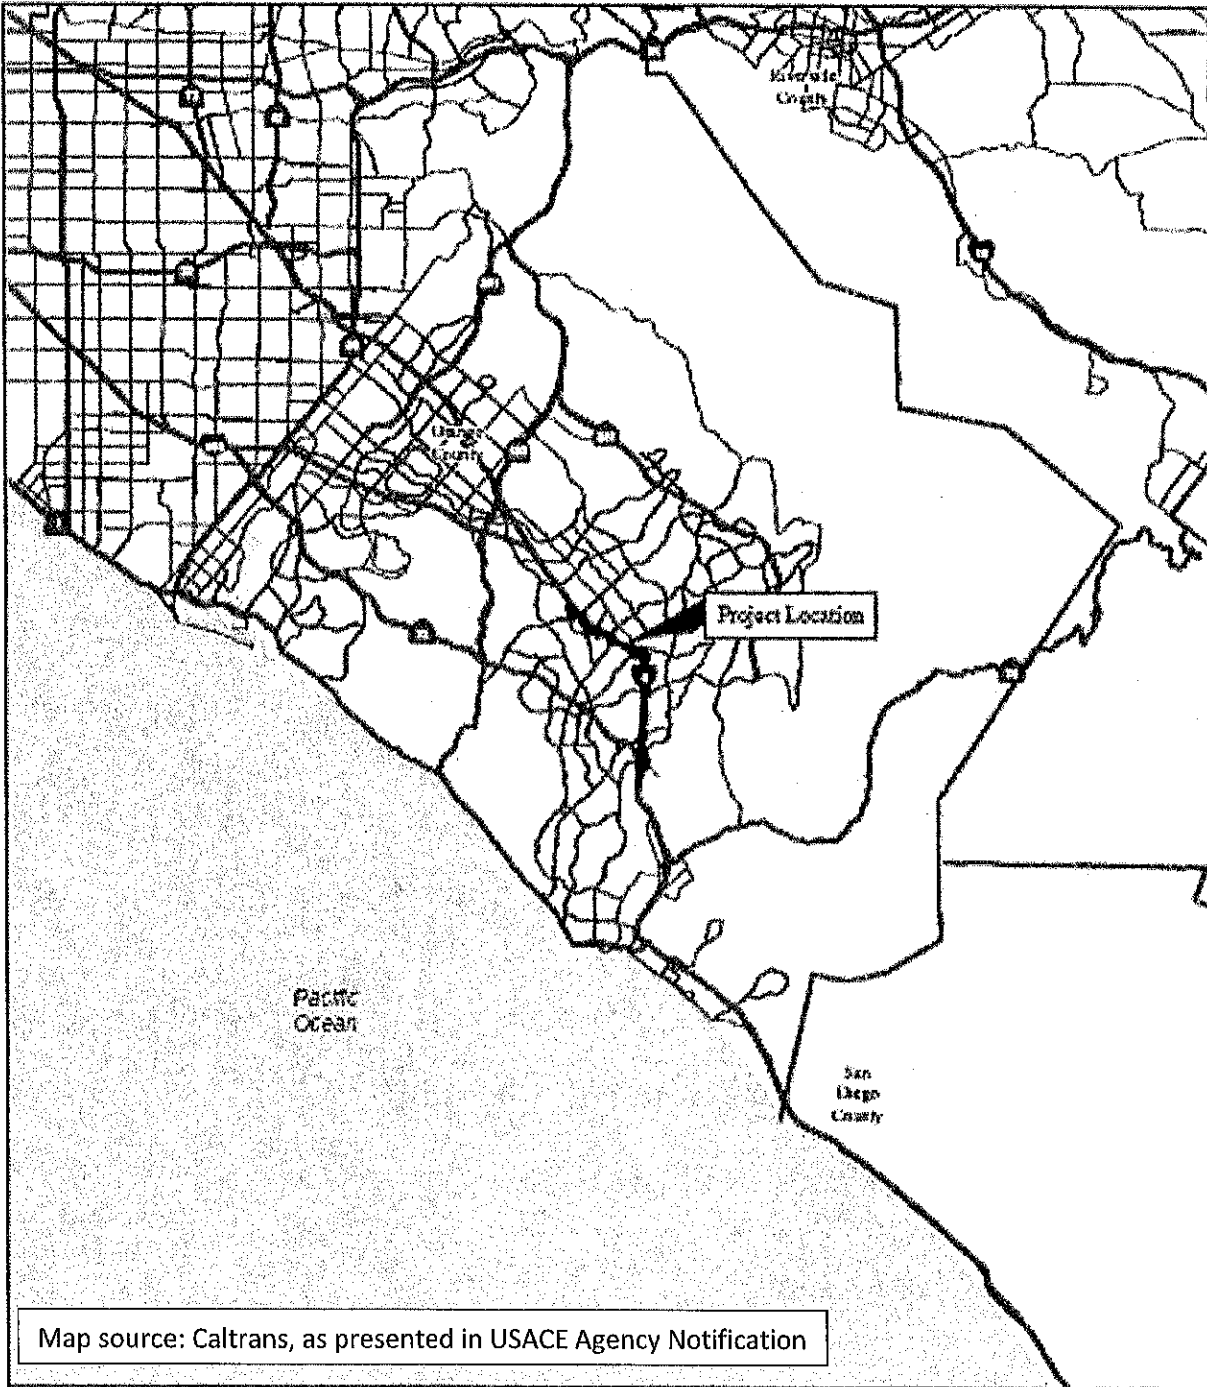 Riverside
County
Orange
County
Project Location
Pacific
Ocean
San
Diego
County
Map source: Caltrans, as presented in USACE Agency Notification